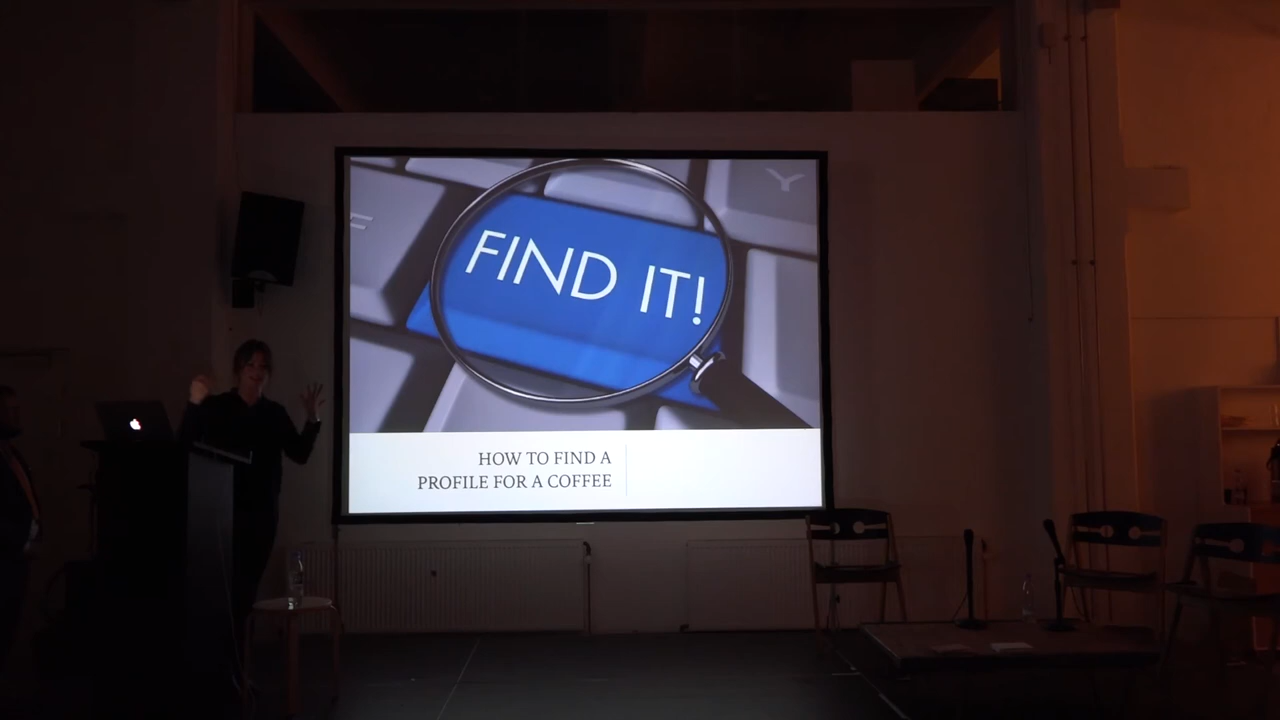 E
Y
FIND IT!
HOW TO FIND A
PROFILE FOR A COFFEE